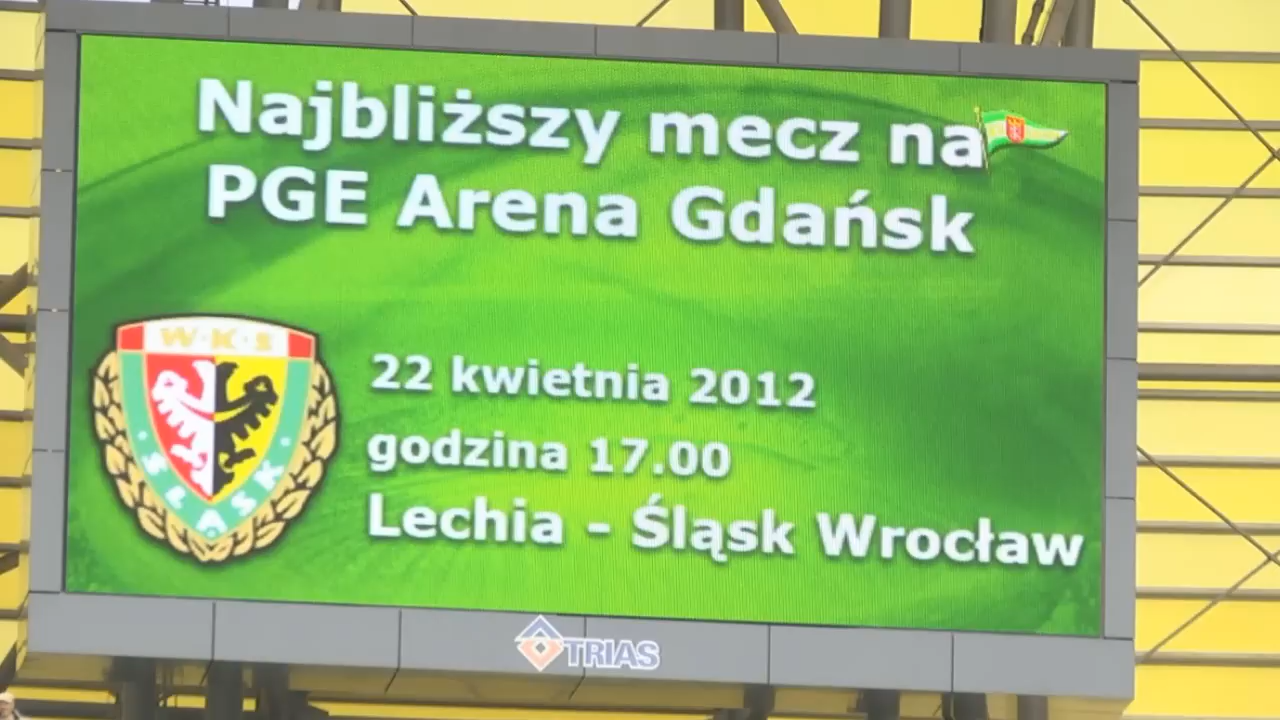 Najbliższy mecz na
PGE Arena Gdańsk
W·K·S
ŚLĄSK
22 kwietnia 2012
godzina 17.00
Lechia - Śląsk Wrocław
TRIAS